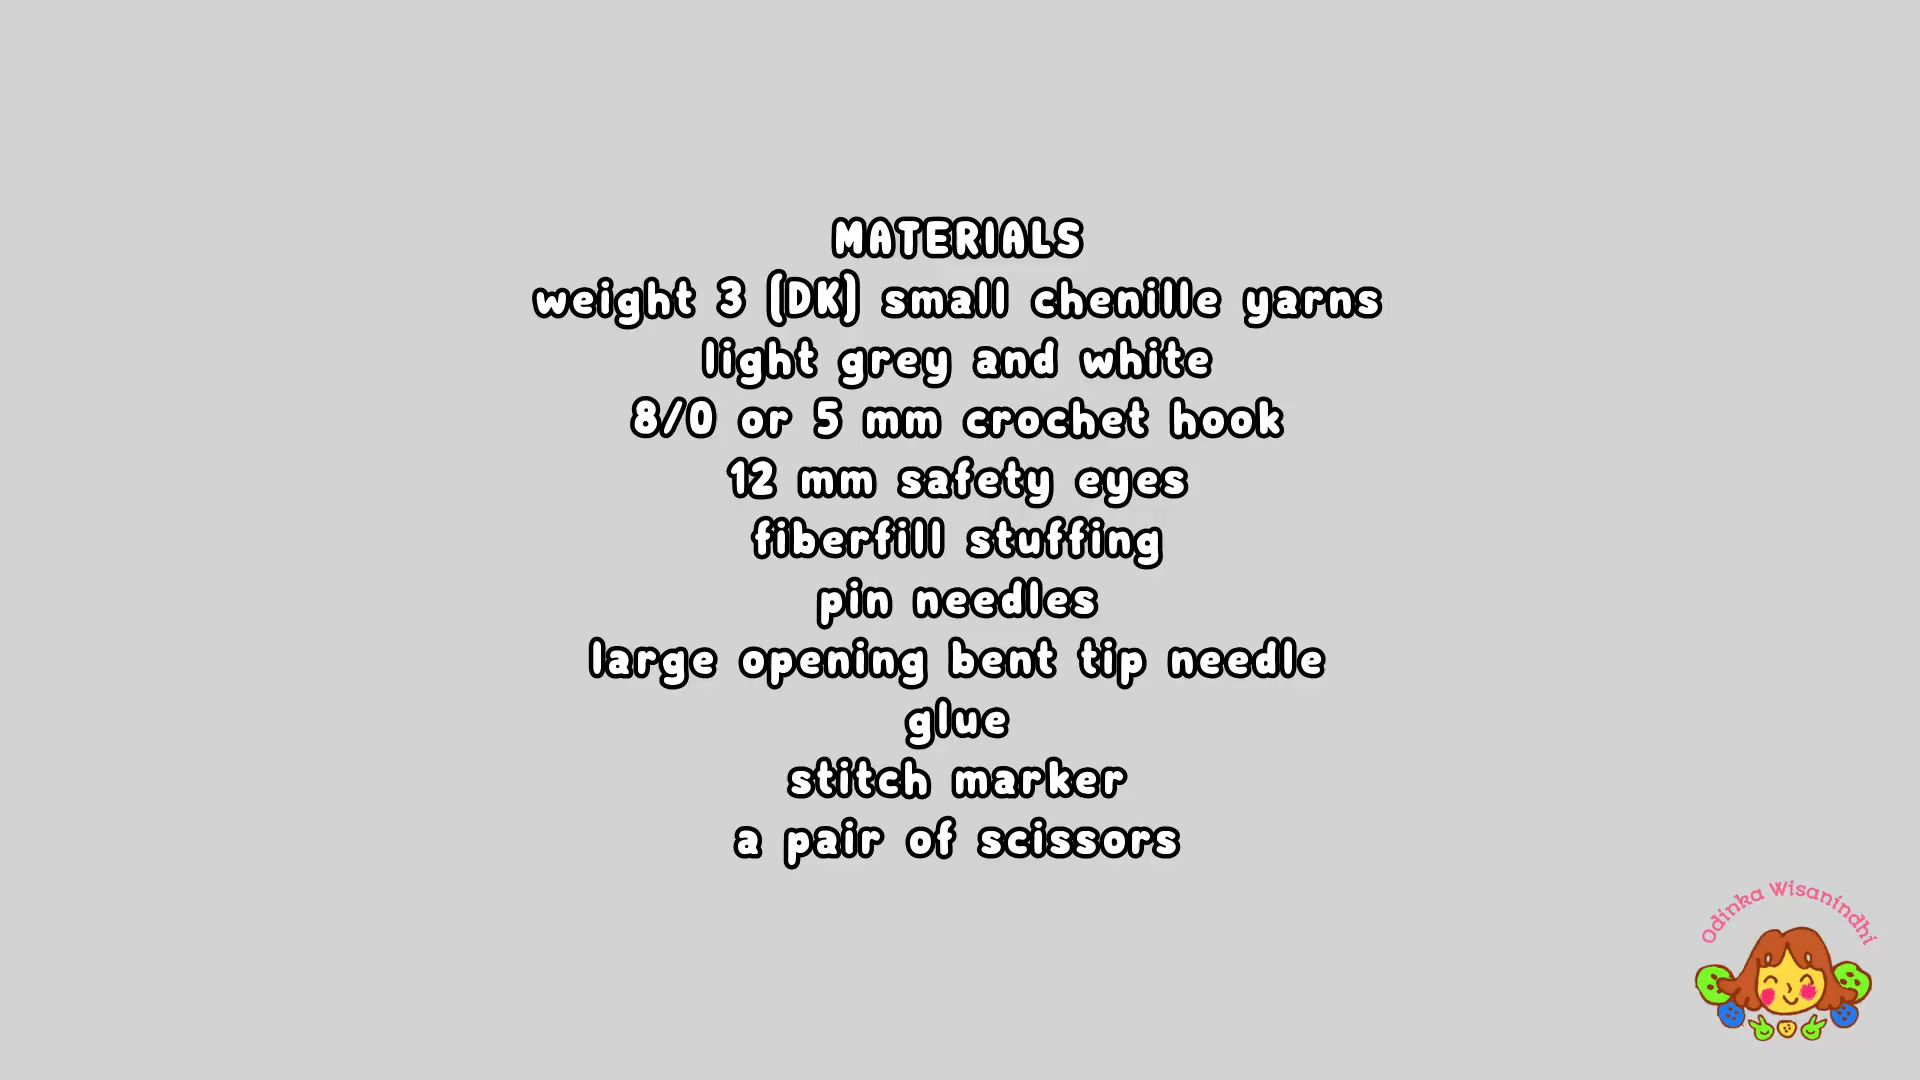 MATERIALS
weight 3 (DK) small chenille yarns
light grey and white
8/0 or 5 mm crochet hook
12 mm safety eyes
fiberfill stuffing
pin needles
large opening bent tip needle
glue
stitch marker
a pair of scissors
Odinka Wisanindhi